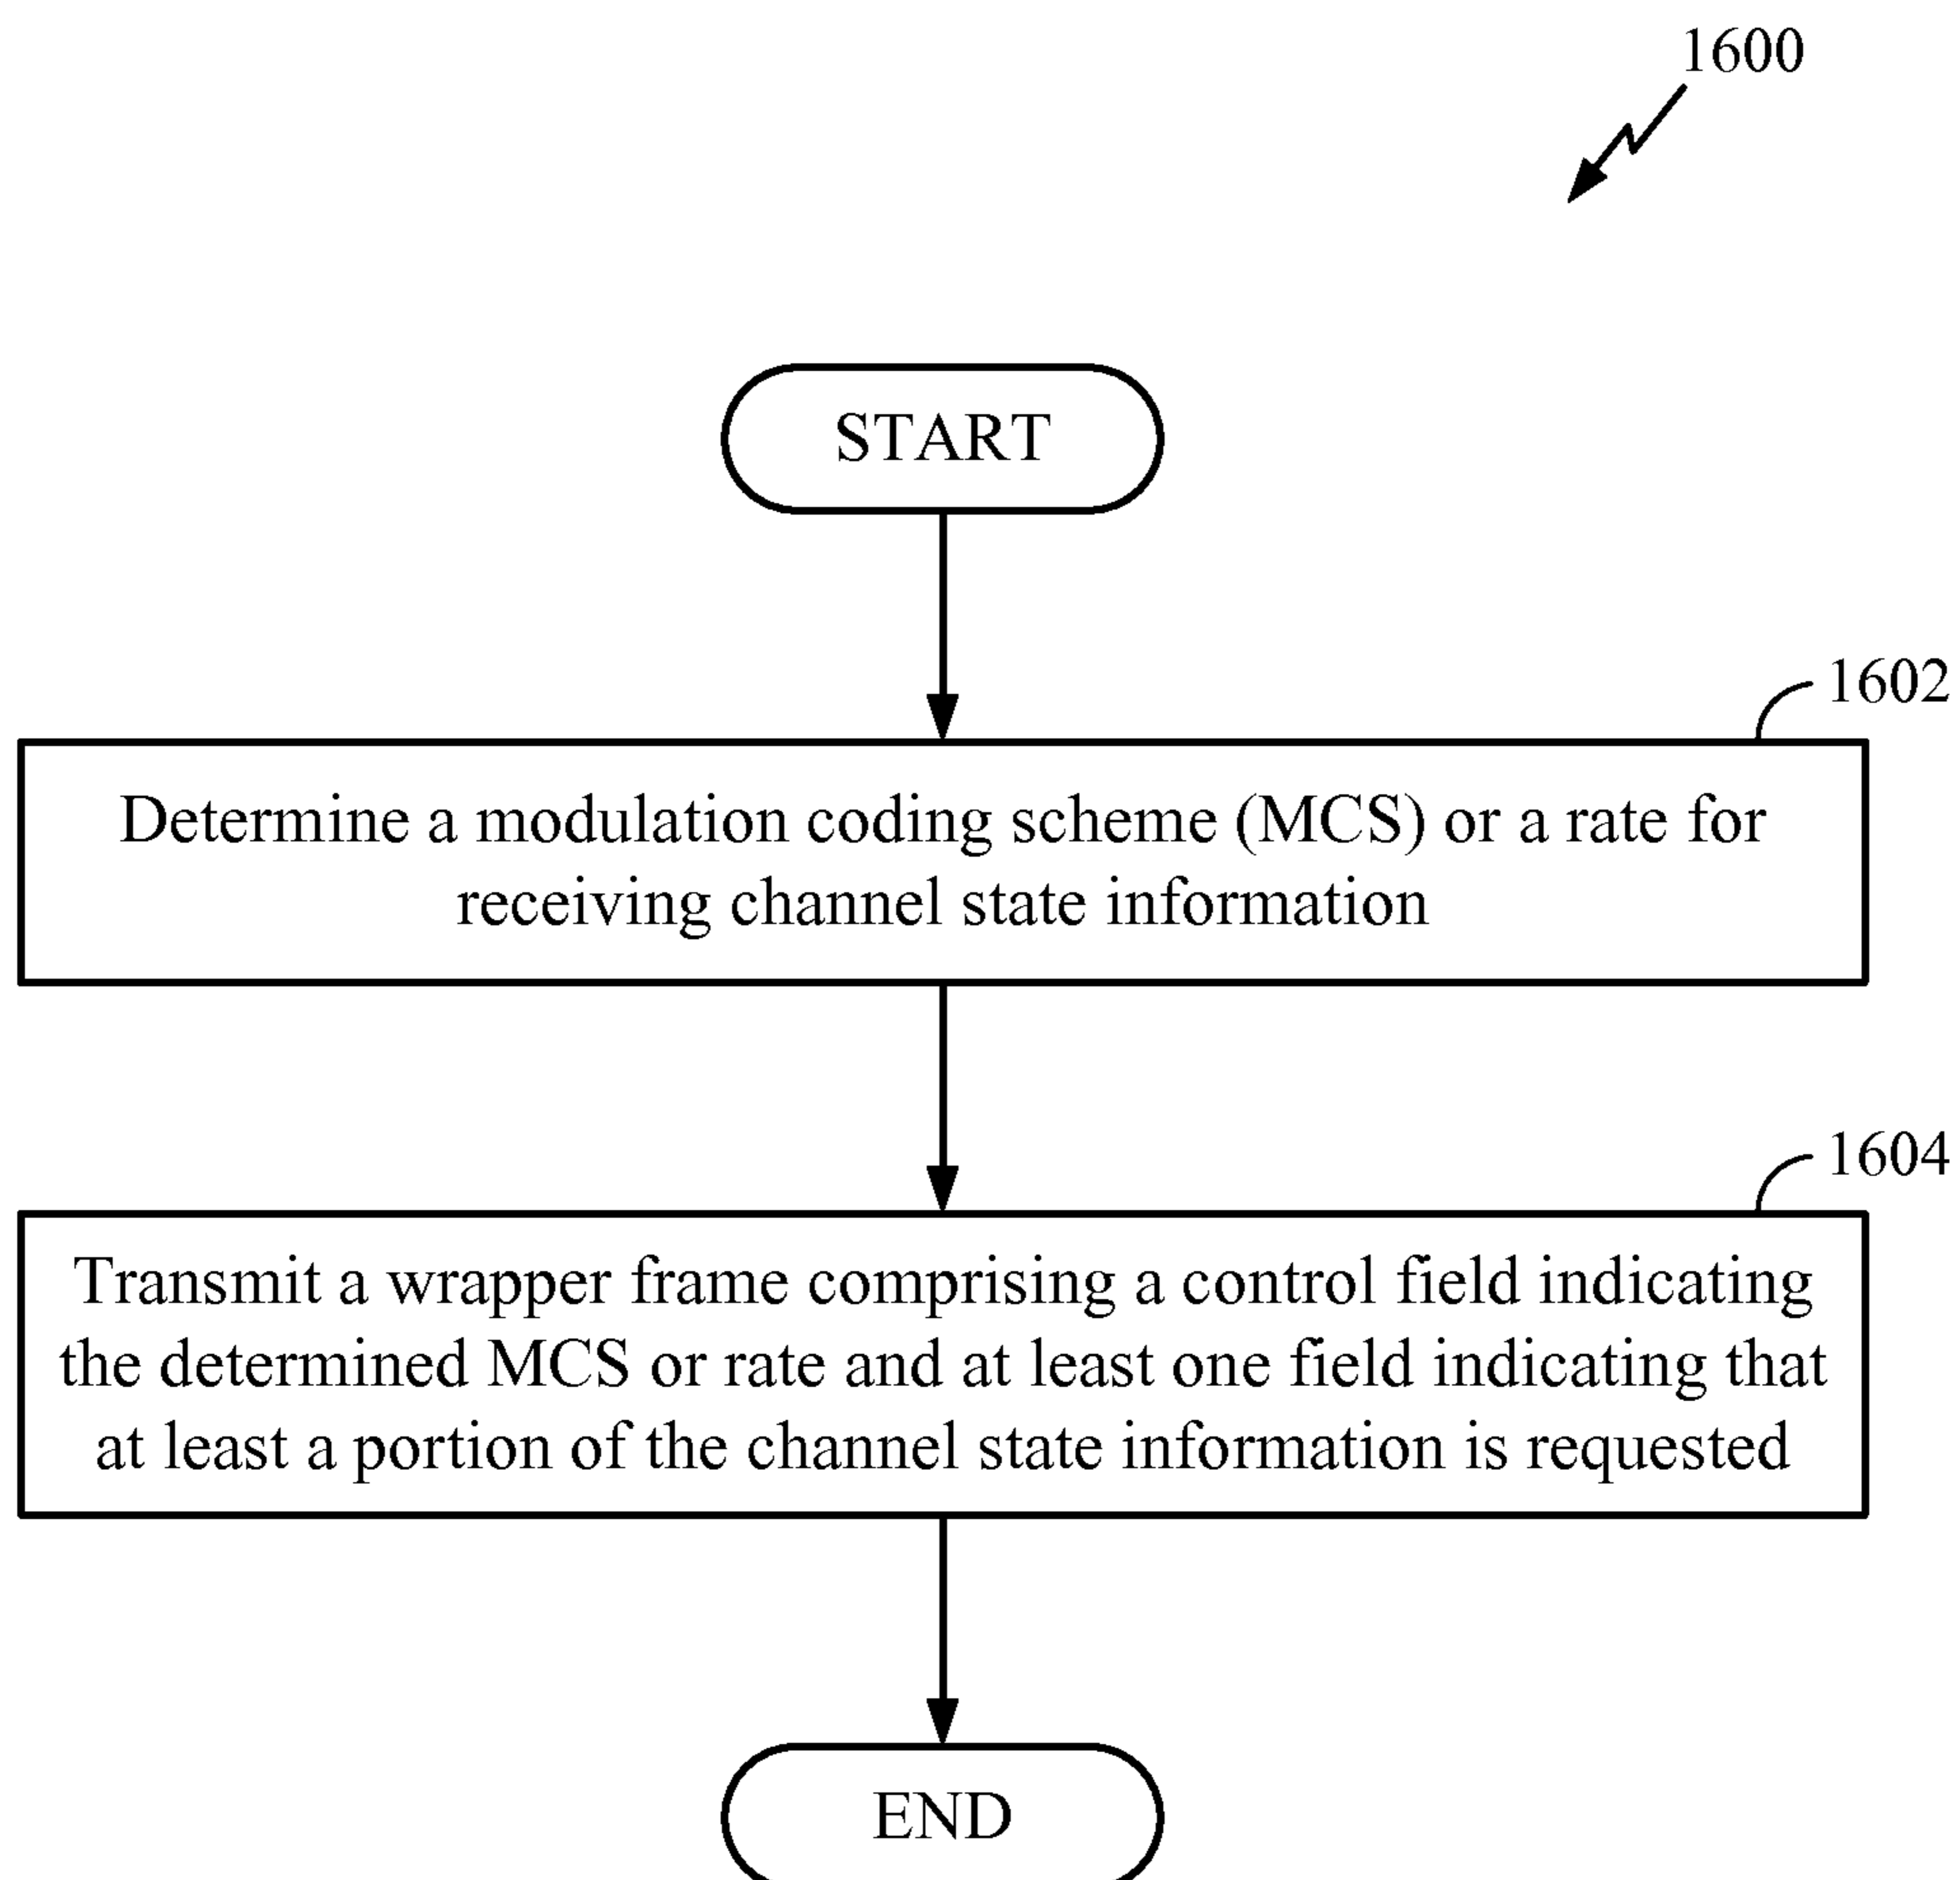 1600
START
1602
Determine a modulation coding scheme (MCS) or a rate for
receiving channel state information
1604
Transmit a wrapper frame comprising a control field indicating
the determined MCS or rate and at least one field indicating that
at least a portion of the channel state information is requested
END